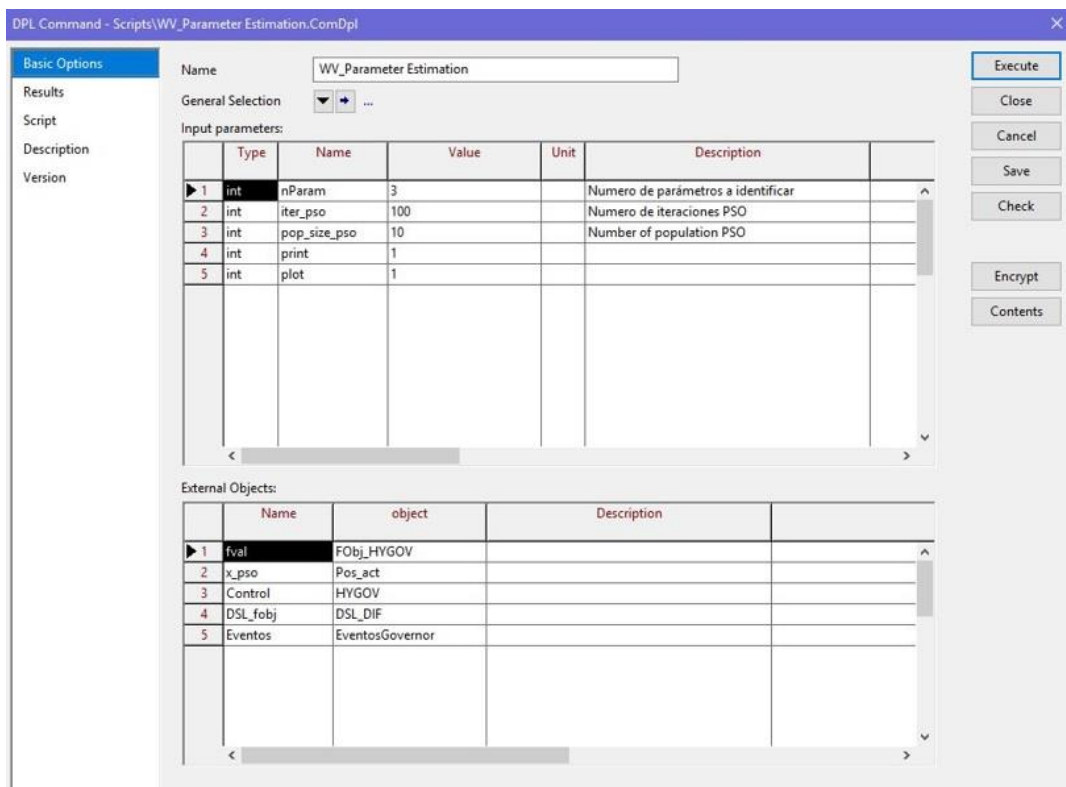 DPL Command - Scripts\WV_Parameter Estimation.ComDpl
Basic Options
Results
Script
Description
Version
Name WV_Parameter Estimation
General Selection ...
Input parameters:
Type Name Value Unit Description
1 int nParam 3 Numero de parámetros a identificar
2 int iter_pso 100 Numero de iteraciones PSO
3 int pop_size_pso 10 Number of population PSO
4 int print 1
5 int plot 1
External Objects:
Name object Description
1 fval FObj_HYGOV
2 x_pso Pos_act
3 Control HYGOV
4 DSL_fobj DSL_DIF
5 Eventos EventosGovernor
Execute
Close
Cancel
Save
Check
Encrypt
Contents